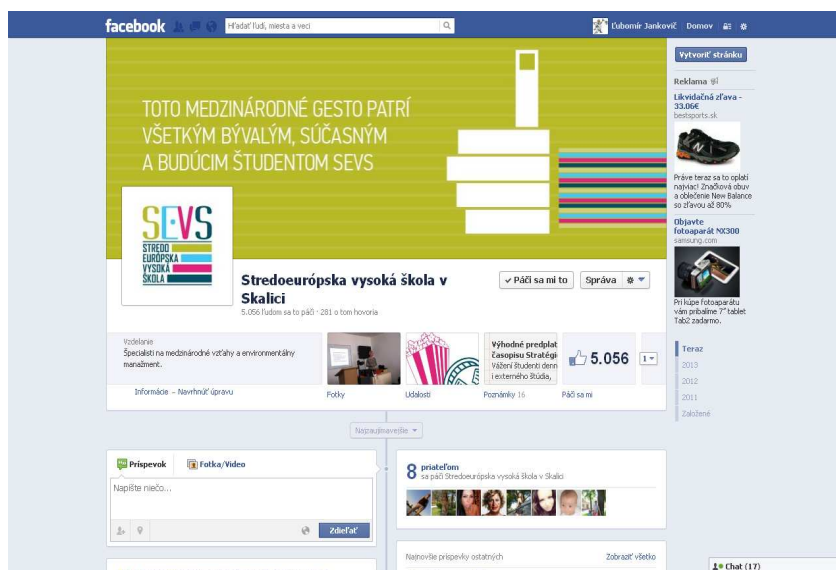 facebook
Hľadať ľudí, miesta a veci
Ľubomír Jankovič Domov
TOTO MEDZINÁRODNÉ GESTO PATRÍ
VŠETKÝM BÝVALÝM, SÚČASNÝM
A BUDÚCIM ŠTUDENTOM SEVS
SEVS
STREDO
EURÓPSKA
VYSOKÁ
ŠKOLA
Stredoeurópska vysoká škola v
Skalici
5.056 ľuďom sa to páči · 281 o tom hovoria
Páči sa mi to
Správa
Vzdelanie
Špecialisti na medzinárodné vzťahy a environmentálny
manažment.
Informácie – Navrhnúť úpravu
Fotky
Udalosti
Výhodné predplat
časopisu Stratégi
Vážení študenti denn
i externého štúdia,
Poznámky 16
5.056
Páči sa mi
1
Najzaujímavejšie
Príspevok
Fotka/Video
Napíšte niečo...
Zdieľať
8 priateľom
sa páči Stredoeurópska vysoká škola v Skalici
Najnovšie príspevky ostatných
Zobraziť všetko
Vytvoriť stránku
Reklama
Likvidačná zľava -
33.06€
bestsports.sk
Práve teraz sa to oplatí
najviac! Značková obuv
a oblečenie New Balance
so zľavou až 80%
Objavte
fotoaparát NX300
samsung.com
Pri kúpe fotoaparátu
vám pribalíme 7" tablet
Tab2 zadarmo.
Teraz
2013
2012
2011
Založené
Chat (17)